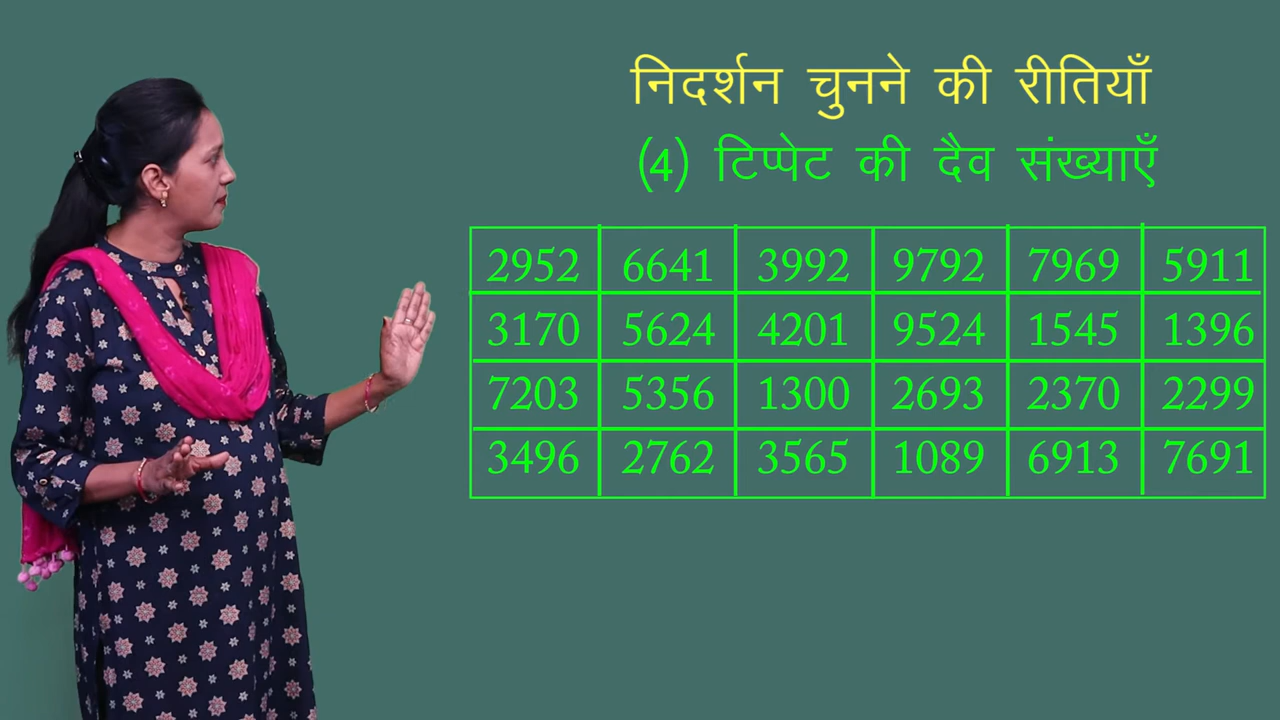 निदर्शन चुनने की रीतियाँ
(4) टिप्पेट की दैव संख्याएँ
2952 6641 3992 9792 7969 5911
3170 5624 4201 9524 1545 1396
7203 5356 1300 2693 2370 2299
3496 2762 3565 1089 6913 7691